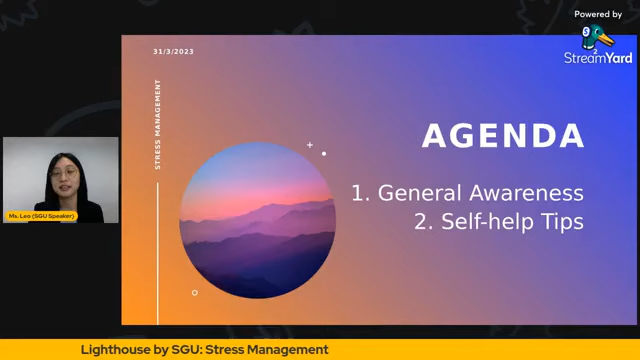 Powered by
S
2
StreamYard
31/3/2023
STRESS MANAGEMENT
AGENDA
1. General Awareness
2. Self-help Tips
Ms. Leo (SGU Speaker)
Lighthouse by SGU: Stress Management